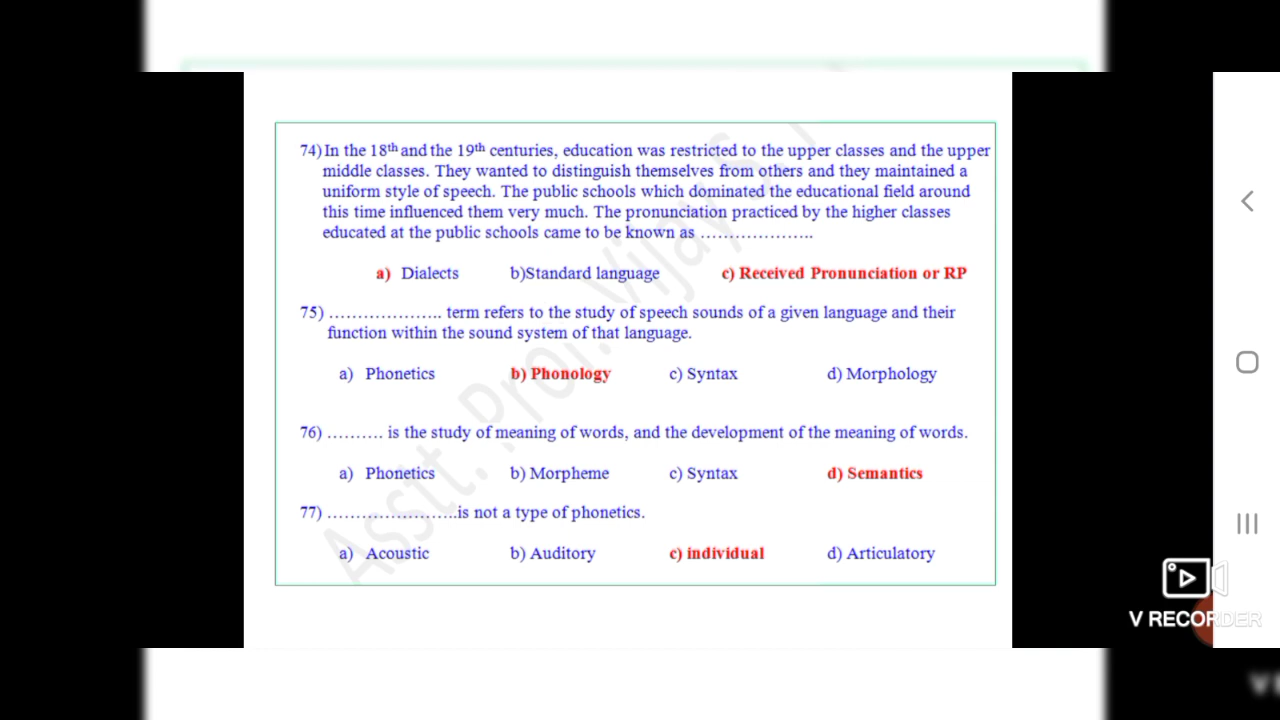 74) In the 18th and the 19th centuries, education was restricted to the upper classes and the upper
middle classes. They wanted to distinguish themselves from others and they maintained a
uniform style of speech. The public schools which dominated the educational field around
this time influenced them very much. The pronunciation practiced by the higher classes
educated at the public schools came to be known as ………………..
a) Dialects b)Standard language c) Received Pronunciation or RP
75) ………………. term refers to the study of speech sounds of a given language and their
function within the sound system of that language.
a) Phonetics b) Phonology c) Syntax d) Morphology
76) ………. is the study of meaning of words, and the development of the meaning of words.
a) Phonetics b) Morpheme c) Syntax d) Semantics
77) ………………….is not a type of phonetics.
a) Acoustic b) Auditory c) individual d) Articulatory
Asstt. Prof. Vijay S.
V RECORDER